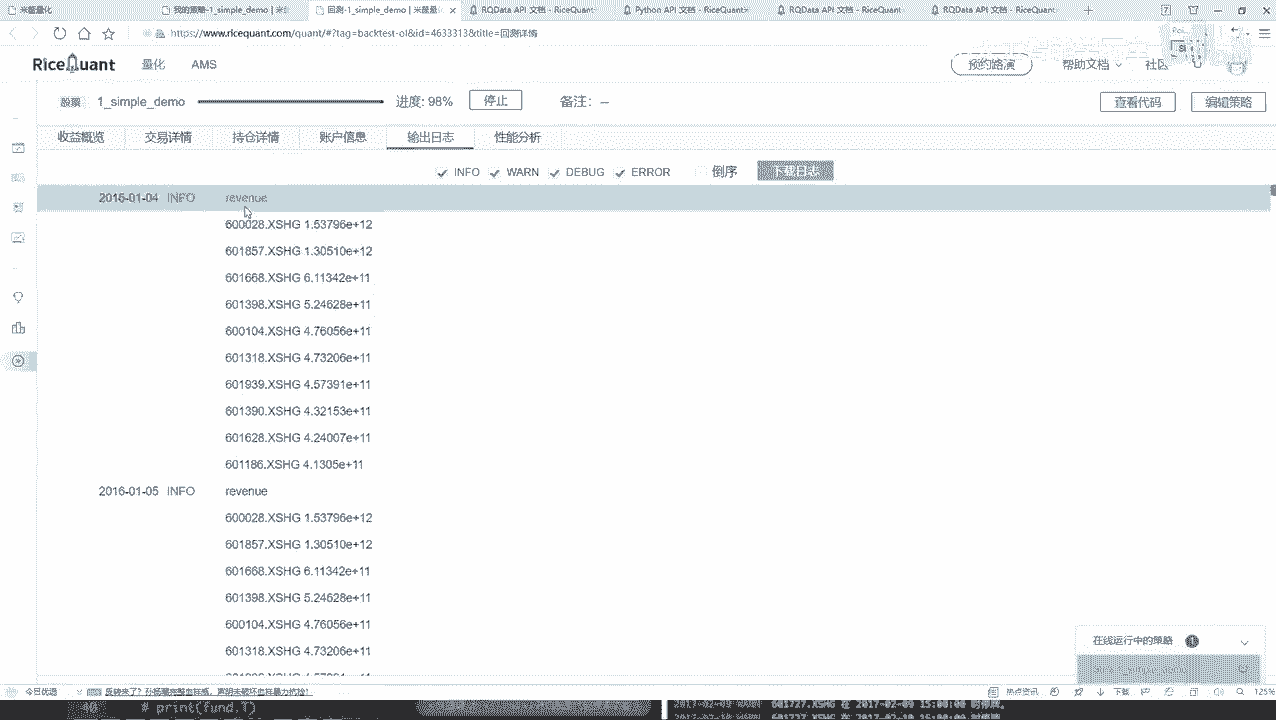 米筐量化
我的策略-1_simple_demo | 米筐
回测-1_simple_demo | 米筐量化
RQData API 文档 - RiceQuant
Python API 文档 - RiceQuant
RQData API 文档 - RiceQuant
RQData API 文档 - RiceQuant
https://www.ricequant.com/quant/#?tag=backtest-ol&id=4633313&title=回测详情
RiceQuant 量化 AMS 预约路演 帮助文档 社区
股票 1_simple_demo 进度: 98% 停止 备注: -- 查看代码 编辑策略
收益概览 交易详情 持仓详情 账户信息 输出日志 性能分析
INFO WARN DEBUG ERROR 倒序 下载日志
2016-01-04 INFO revenue
600028.XSHG 1.53796e+12
601857.XSHG 1.30510e+12
601668.XSHG 6.11342e+11
601398.XSHG 5.24628e+11
600104.XSHG 4.76056e+11
601318.XSHG 4.73206e+11
601939.XSHG 4.57391e+11
601390.XSHG 4.32153e+11
601628.XSHG 4.24007e+11
601186.XSHG 4.1305e+11
2016-01-05 INFO revenue
600028.XSHG 1.53796e+12
601857.XSHG 1.30510e+12
601668.XSHG 6.11342e+11
601398.XSHG 5.24628e+11
600104.XSHG 4.76056e+11
601318.XSHG 4.73206e+11
在线运行中的策略
今日优选
热点资讯 下载 125%
40 # print(fund.T)